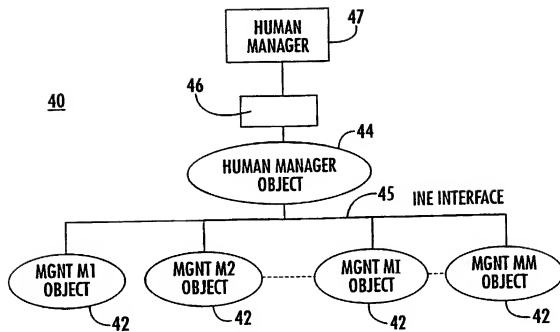 HUMAN
MANAGER
47
46
40
44
HUMAN MANAGER
OBJECT
45
INE INTERFACE
MGNT M1
OBJECT
MGNT M2
OBJECT
MGNT MI
OBJECT
MGNT MM
OBJECT
42
42
42
42